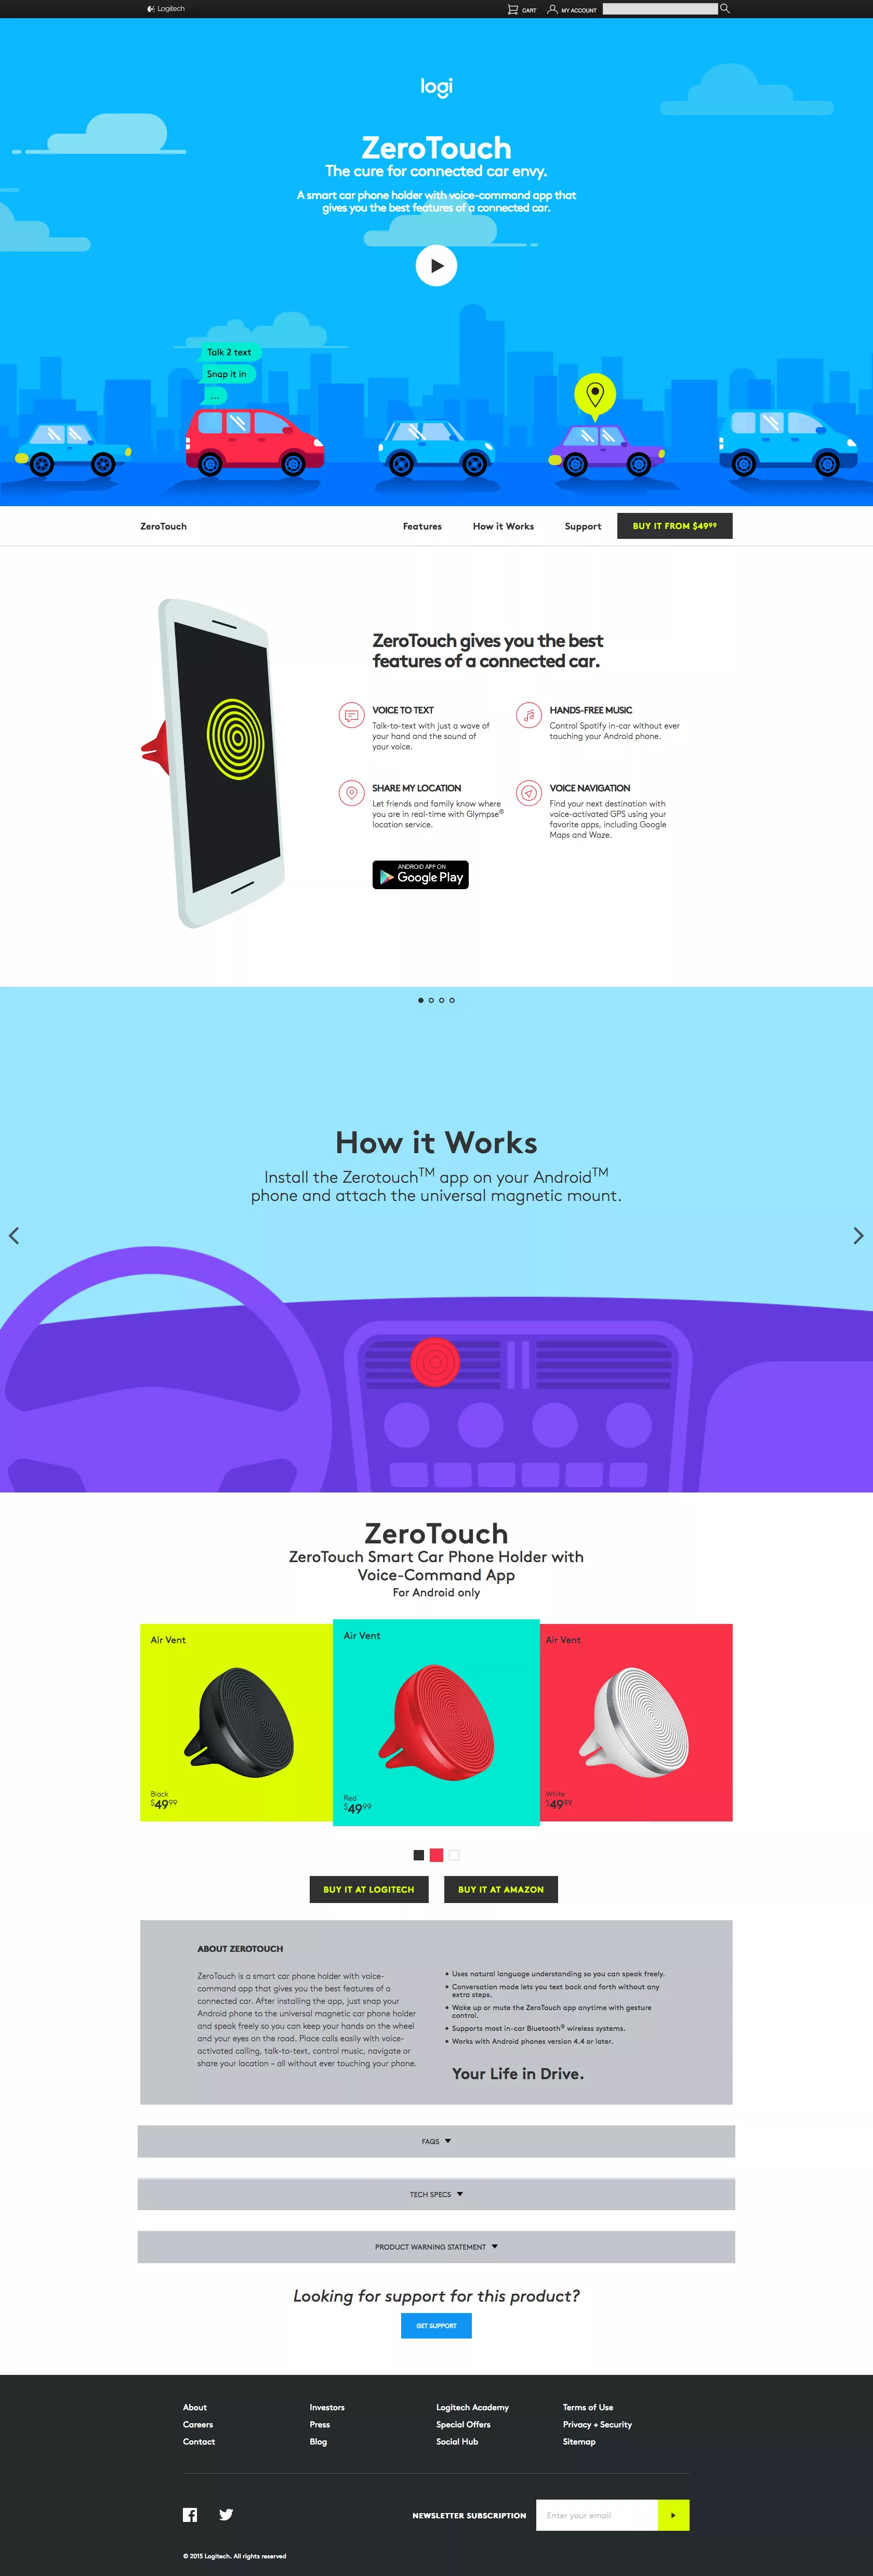 Logitech
CART
MY ACCOUNT
logi
ZeroTouch
The cure for connected car envy.
A smart car phone holder with voice-command app that
gives you the best features of a connected car.
Talk 2 text
Snap it in
...
ZeroTouch
Features
How it Works
Support
BUY IT FROM $49⁹⁹
ZeroTouch gives you the best
features of a connected car.
VOICE TO TEXT
Talk-to-text with just a wave of
your hand and the sound of
your voice.
HANDS-FREE MUSIC
Control Spotify in-car without ever
touching your Android phone.
SHARE MY LOCATION
Let friends and family know where
you are in real-time with Glympse®
location service.
VOICE NAVIGATION
Find your next destination with
voice-activated GPS using your
favorite apps, including Google
Maps and Waze.
ANDROID APP ON
Google Play
How it Works
Install the Zerotouch™ app on your Android™
phone and attach the universal magnetic mount.
ZeroTouch
ZeroTouch Smart Car Phone Holder with
Voice-Command App
For Android only
Air Vent
Black
$49⁹⁹
Air Vent
Red
$49⁹⁹
Air Vent
White
$49⁹⁹
BUY IT AT LOGITECH
BUY IT AT AMAZON
ABOUT ZEROTOUCH
ZeroTouch is a smart car phone holder with voice-
command app that gives you the best features of a
connected car. After installing the app, just snap your
Android phone to the universal magnetic car phone holder
and speak freely so you can keep your hands on the wheel
and your eyes on the road. Place calls easily with voice-
activated calling, talk-to-text, control music, navigate or
share your location – all without ever touching your phone.
• Uses natural language understanding so you can speak freely.
• Conversation mode lets you text back and forth without any
extra steps.
• Wake up or mute the ZeroTouch app anytime with gesture
control.
• Supports most in-car Bluetooth® wireless systems.
• Works with Android phones version 4.4 or later.
Your Life in Drive.
FAQS
TECH SPECS
PRODUCT WARNING STATEMENT
Looking for support for this product?
GET SUPPORT
About
Careers
Contact
Investors
Press
Blog
Logitech Academy
Special Offers
Social Hub
Terms of Use
Privacy + Security
Sitemap
NEWSLETTER SUBSCRIPTION
Enter your email
© 2015 Logitech. All rights reserved